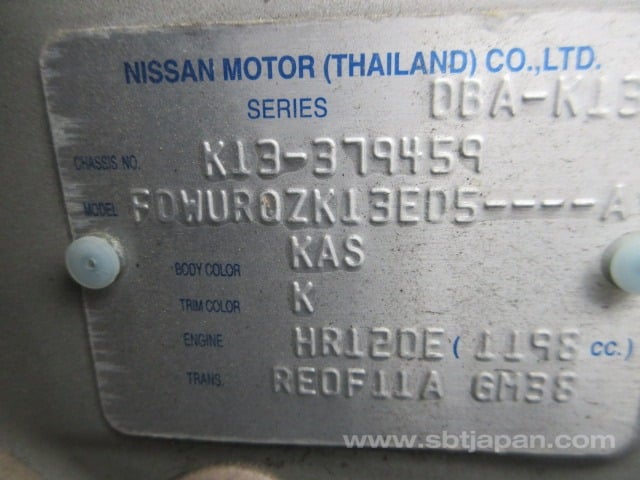 NISSAN MOTOR (THAILAND) CO.,LTD.
SERIES DBA-K13
CHASSIS NO. K13-379459
MODEL FDWURQZK13ED5----A
BODY COLOR KAS
TRIM COLOR K
ENGINE HR12DE ( 1198 cc.)
TRANS. RE0F11A GM38
www.sbtjapan.com